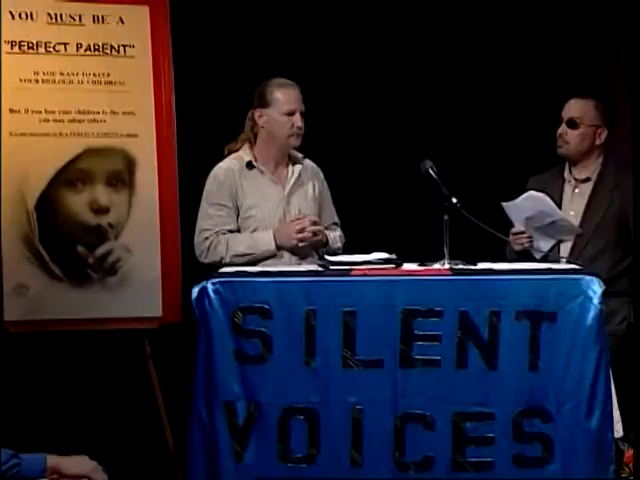 YOU MUST BE A
"PERFECT PARENT"
IF YOU WANT TO KEEP
YOUR BIOLOGICAL CHILDREN!
But, if you lose your children to the state,
you may adopt others.
SILENT
VOICES